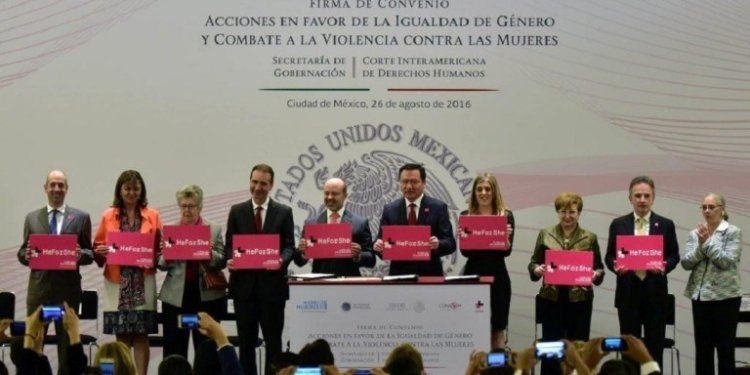 FIRMA DE CONVENIO
ACCIONES EN FAVOR DE LA IGUALDAD DE GÉNERO
Y COMBATE A LA VIOLENCIA CONTRA LAS MUJERES
SECRETARÍA DE GOBERNACIÓN
CORTE INTERAMERICANA DE DERECHOS HUMANOS
Ciudad de México, 26 de agosto de 2016
ESTADOS UNIDOS MEXICANOS
HeForShe
HeForShe
HeForShe
HeForShe
HeForShe
HeForShe
HeForShe
HeForShe
HeForShe
FIRMA DE CONVENIO
ACCIONES EN FAVOR DE LA IGUALDAD DE GÉNERO
Y COMBATE A LA VIOLENCIA CONTRA LAS MUJERES